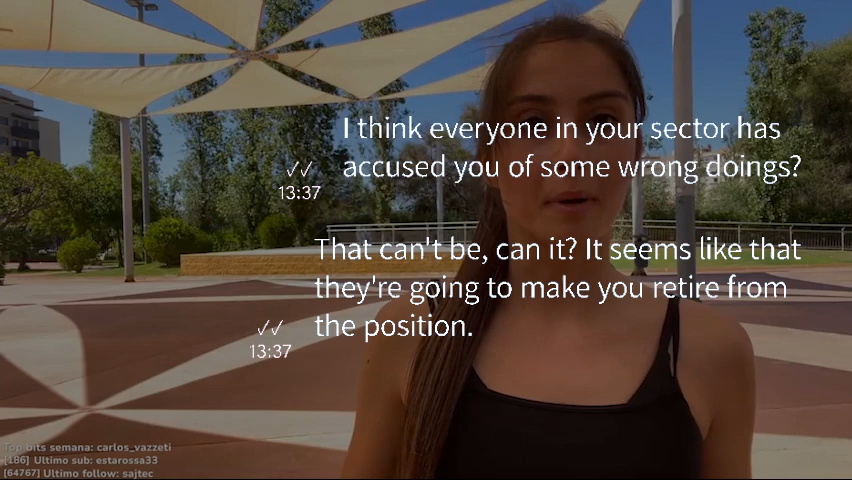 I think everyone in your sector has
accused you of some wrong doings?
✓✓
13:37
That can't be, can it? It seems like that
they're going to make you retire from
the position.
✓✓
13:37
Top bits semana: carlos_vazzeti
[186] Ultimo sub: estarossa33
[64767] Ultimo follow: sajtec